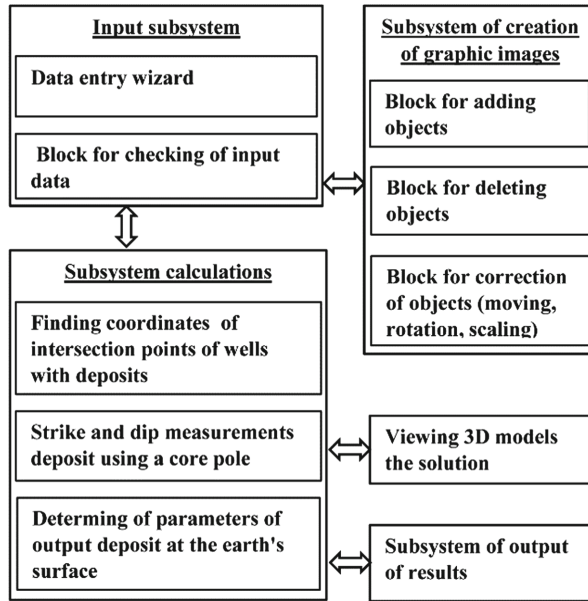 Input subsystem
Data entry wizard
Block for checking of input
data
Subsystem of creation
of graphic images
Block for adding
objects
Block for deleting
objects
Block for correction
of objects (moving,
rotation, scaling)
Subsystem calculations
Finding coordinates of
intersection points of wells
with deposits
Strike and dip measurements
deposit using a core pole
Determing of parameters of
output deposit at the earth's
surface
Viewing 3D models
the solution
Subsystem of output
of results